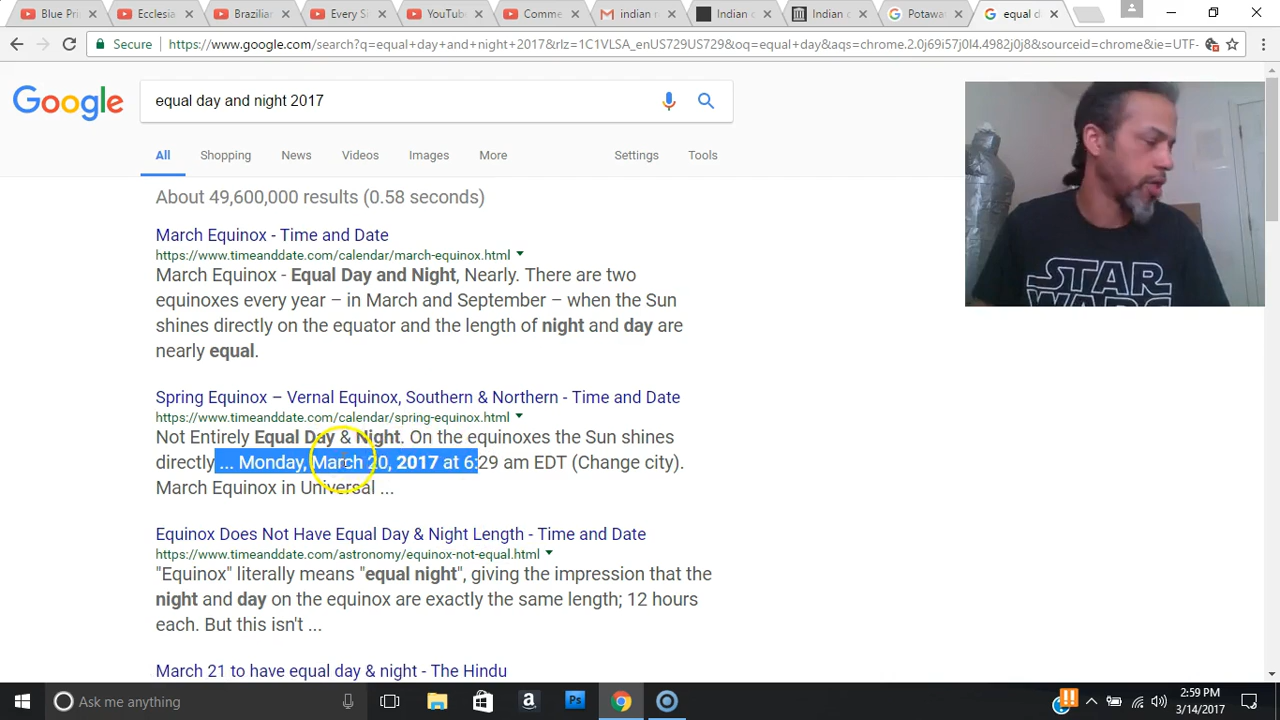 Blue Pri
Ecclesia
Brazilian
Every Sh
YouTube
Comme
indian r
Indian c
Indian c
Potawat
equal d
Secure
https://www.google.com/search?q=equal+day+and+night+2017&rlz=1C1VLSA_enUS729US729&oq=equal+day&aqs=chrome.2.0j69i57j0l4.4982j0j8&sourceid=chrome&ie=UTF-
Google
equal day and night 2017
All Shopping News Videos Images More Settings Tools
About 49,600,000 results (0.58 seconds)
March Equinox - Time and Date
https://www.timeanddate.com/calendar/march-equinox.html
March Equinox - Equal Day and Night, Nearly. There are two
equinoxes every year – in March and September – when the Sun
shines directly on the equator and the length of night and day are
nearly equal.
Spring Equinox – Vernal Equinox, Southern & Northern - Time and Date
https://www.timeanddate.com/calendar/spring-equinox.html
Not Entirely Equal Day & Night. On the equinoxes the Sun shines
directly ... Monday, March 20, 2017 at 6:29 am EDT (Change city).
March Equinox in Universal ...
Equinox Does Not Have Equal Day & Night Length - Time and Date
https://www.timeanddate.com/astronomy/equinox-not-equal.html
"Equinox" literally means "equal night", giving the impression that the
night and day on the equinox are exactly the same length; 12 hours
each. But this isn't ...
March 21 to have equal day & night - The Hindu
STAR
WARS
Ask me anything
a
Ps
2:59 PM
3/14/2017